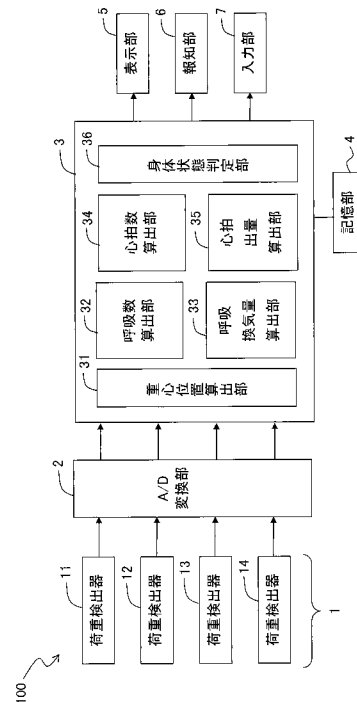 100
1
11
荷重検出器
12
荷重検出器
13
荷重検出器
14
荷重検出器
2
A/D
変換部
3
31
重心位置算出部
32
呼吸数
算出部
33
呼吸
換気量
算出部
34
心拍数
算出部
35
心拍
出量
算出部
36
身体状態判定部
4
記憶部
5
表示部
6
報知部
7
入力部